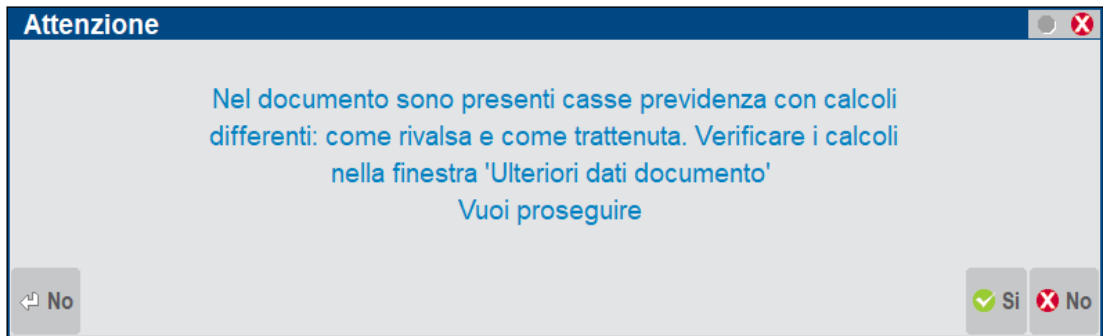 Attenzione
Nel documento sono presenti casse previdenza con calcoli
differenti: come rivalsa e come trattenuta. Verificare i calcoli
nella finestra 'Ulteriori dati documento'
Vuoi proseguire
No
Si
No